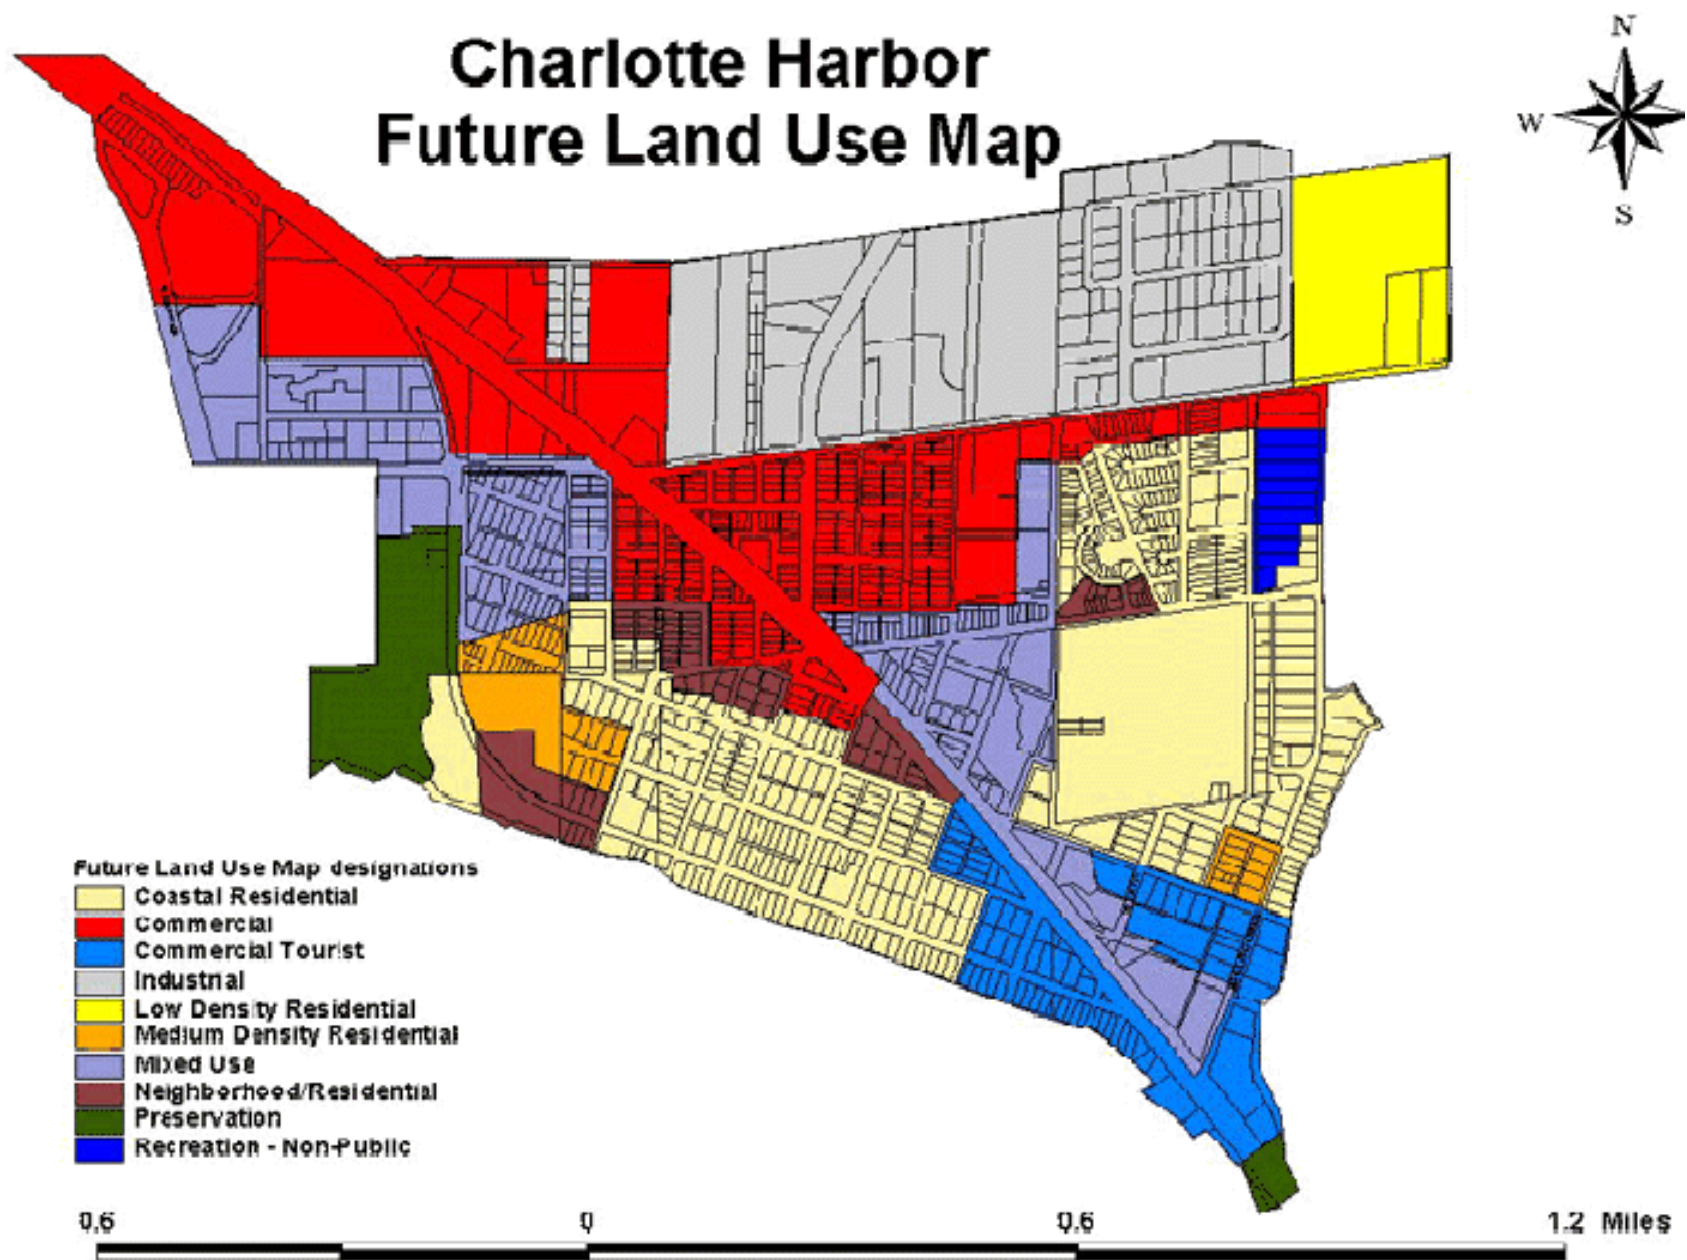 Charlotte Harbor
Future Land Use Map
N
W
S
Future Land Use Map designations
Coastal Residential
Commercial
Commercial Tourist
Industrial
Low Density Residential
Medium Density Residential
Mixed Use
Neighborhood/Residential
Preservation
Recreation - Non-Public
0.6 0 0.6 1.2 Miles